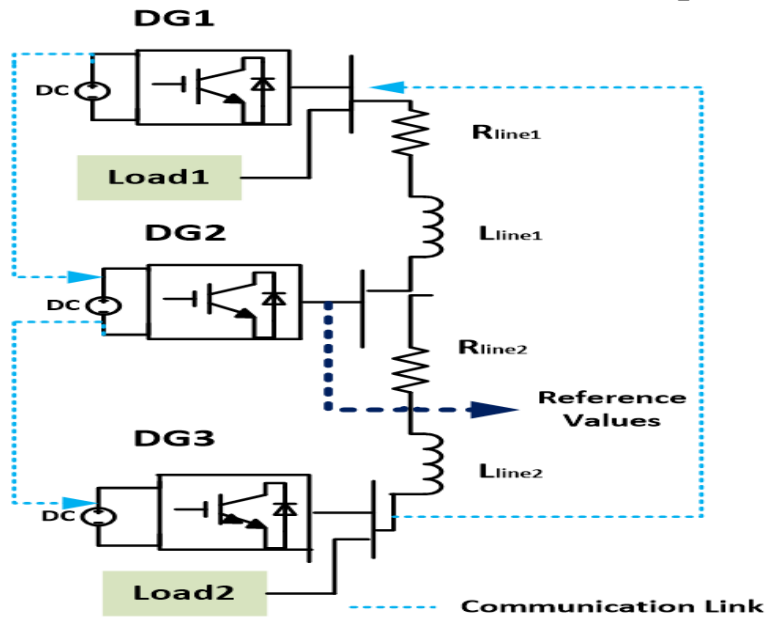 DG1
DC
Rline1
Load1
Lline1
DG2
DC
Rline2
Reference
Values
DG3
Lline2
DC
Load2
Communication Link